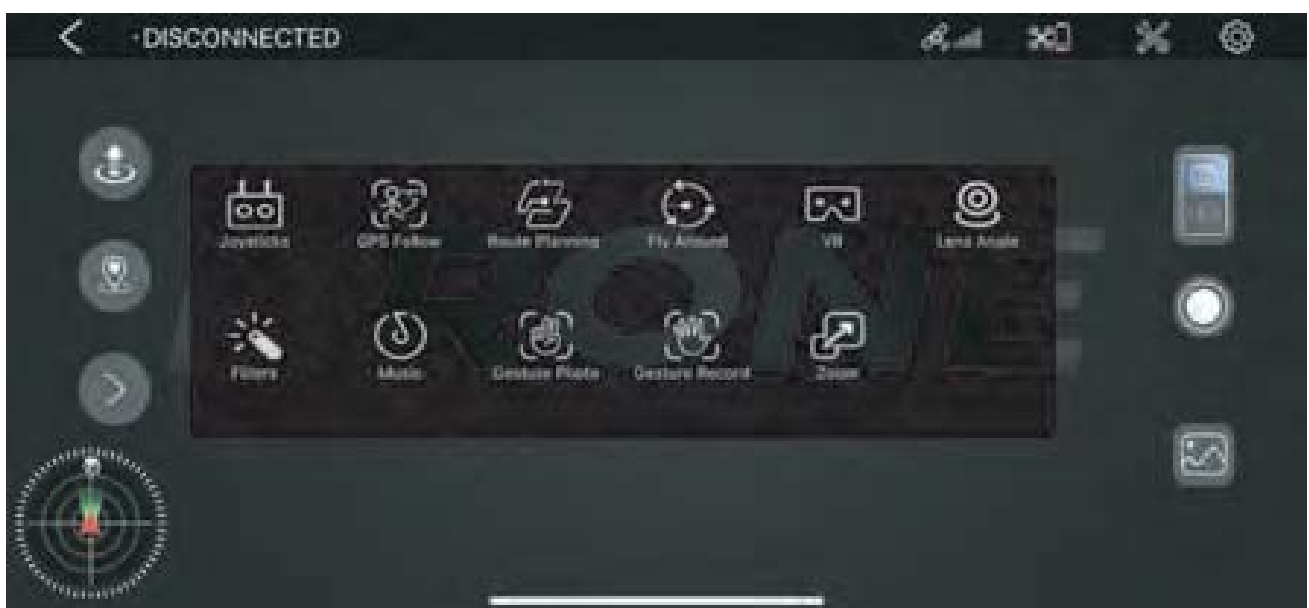 ·DISCONNECTED
Joysticks GPS Follow Route Planning Fly Around VR Lens Angle
Filters Music Gesture Photo Gesture Record Zoom